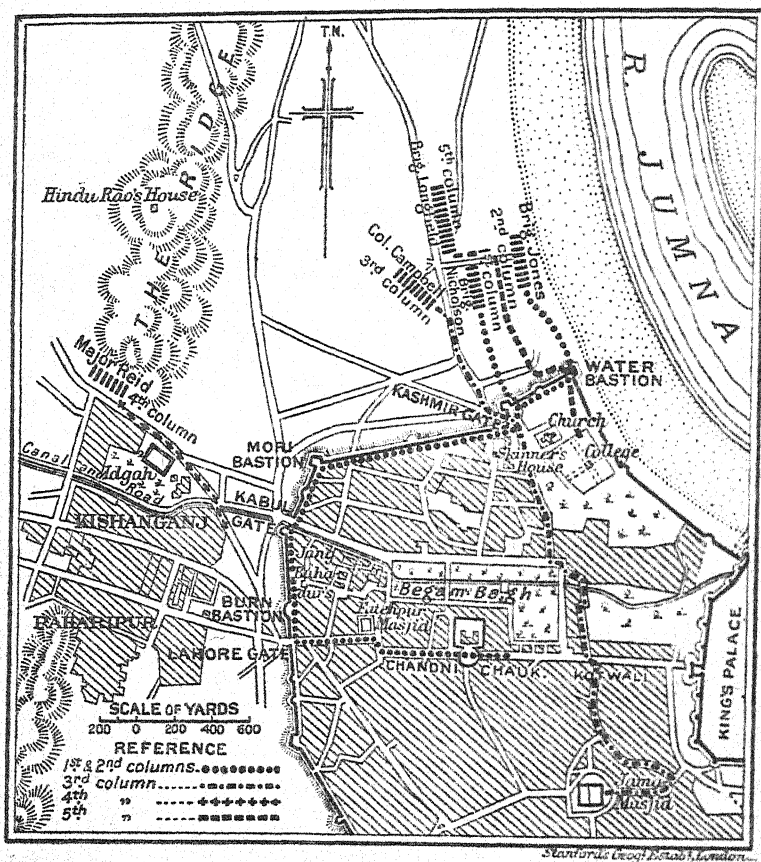 T.N.
THE RIDGE
R. JUMNA
Hindu Rao's House
5th column
Brig. Longfield
Brig. Jones
2nd column
1st column
Brig. Nicholson
Col. Campbell
3rd column
Major Reid
4th column
WATER
BASTION
KASHMIR GATE
Church
Skinner's
House
College
MORI
BASTION
Canal
Idgah
Road
KABUL
GATE
KISHANGANJ
Begam Bagh
BURN
BASTION
Fatehpuri
Masjid
PAHARIPUR
LAHORE GATE
CHANDNI CHAUK
KOTWALI
KING'S PALACE
Jama
Masjid
SCALE OF YARDS
200 0 200 400 600
REFERENCE
1st & 2nd columns
3rd column
4th "
5th "
Stanford's Geogl. Estabt., London.